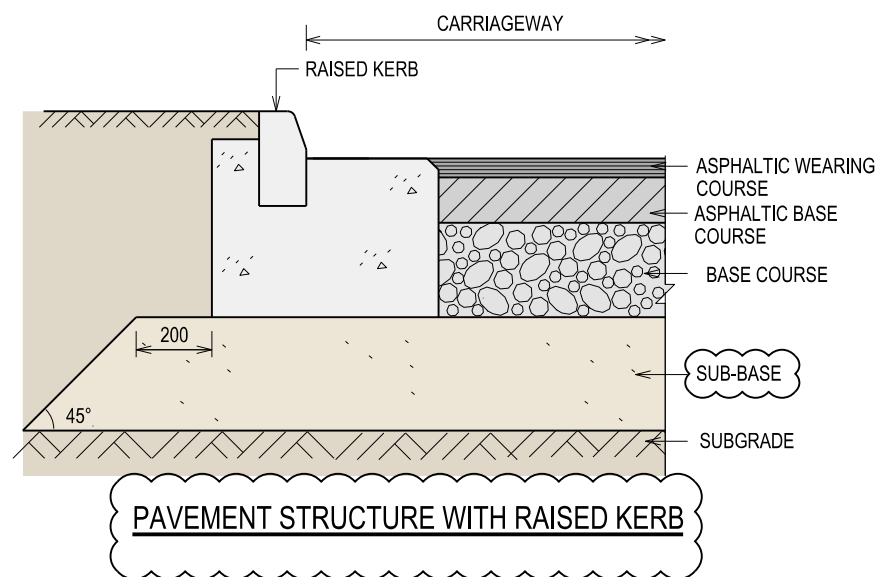 CARRIAGEWAY
RAISED KERB
ASPHALTIC WEARING
COURSE
ASPHALTIC BASE
COURSE
BASE COURSE
200
SUB-BASE
45°
SUBGRADE
PAVEMENT STRUCTURE WITH RAISED KERB